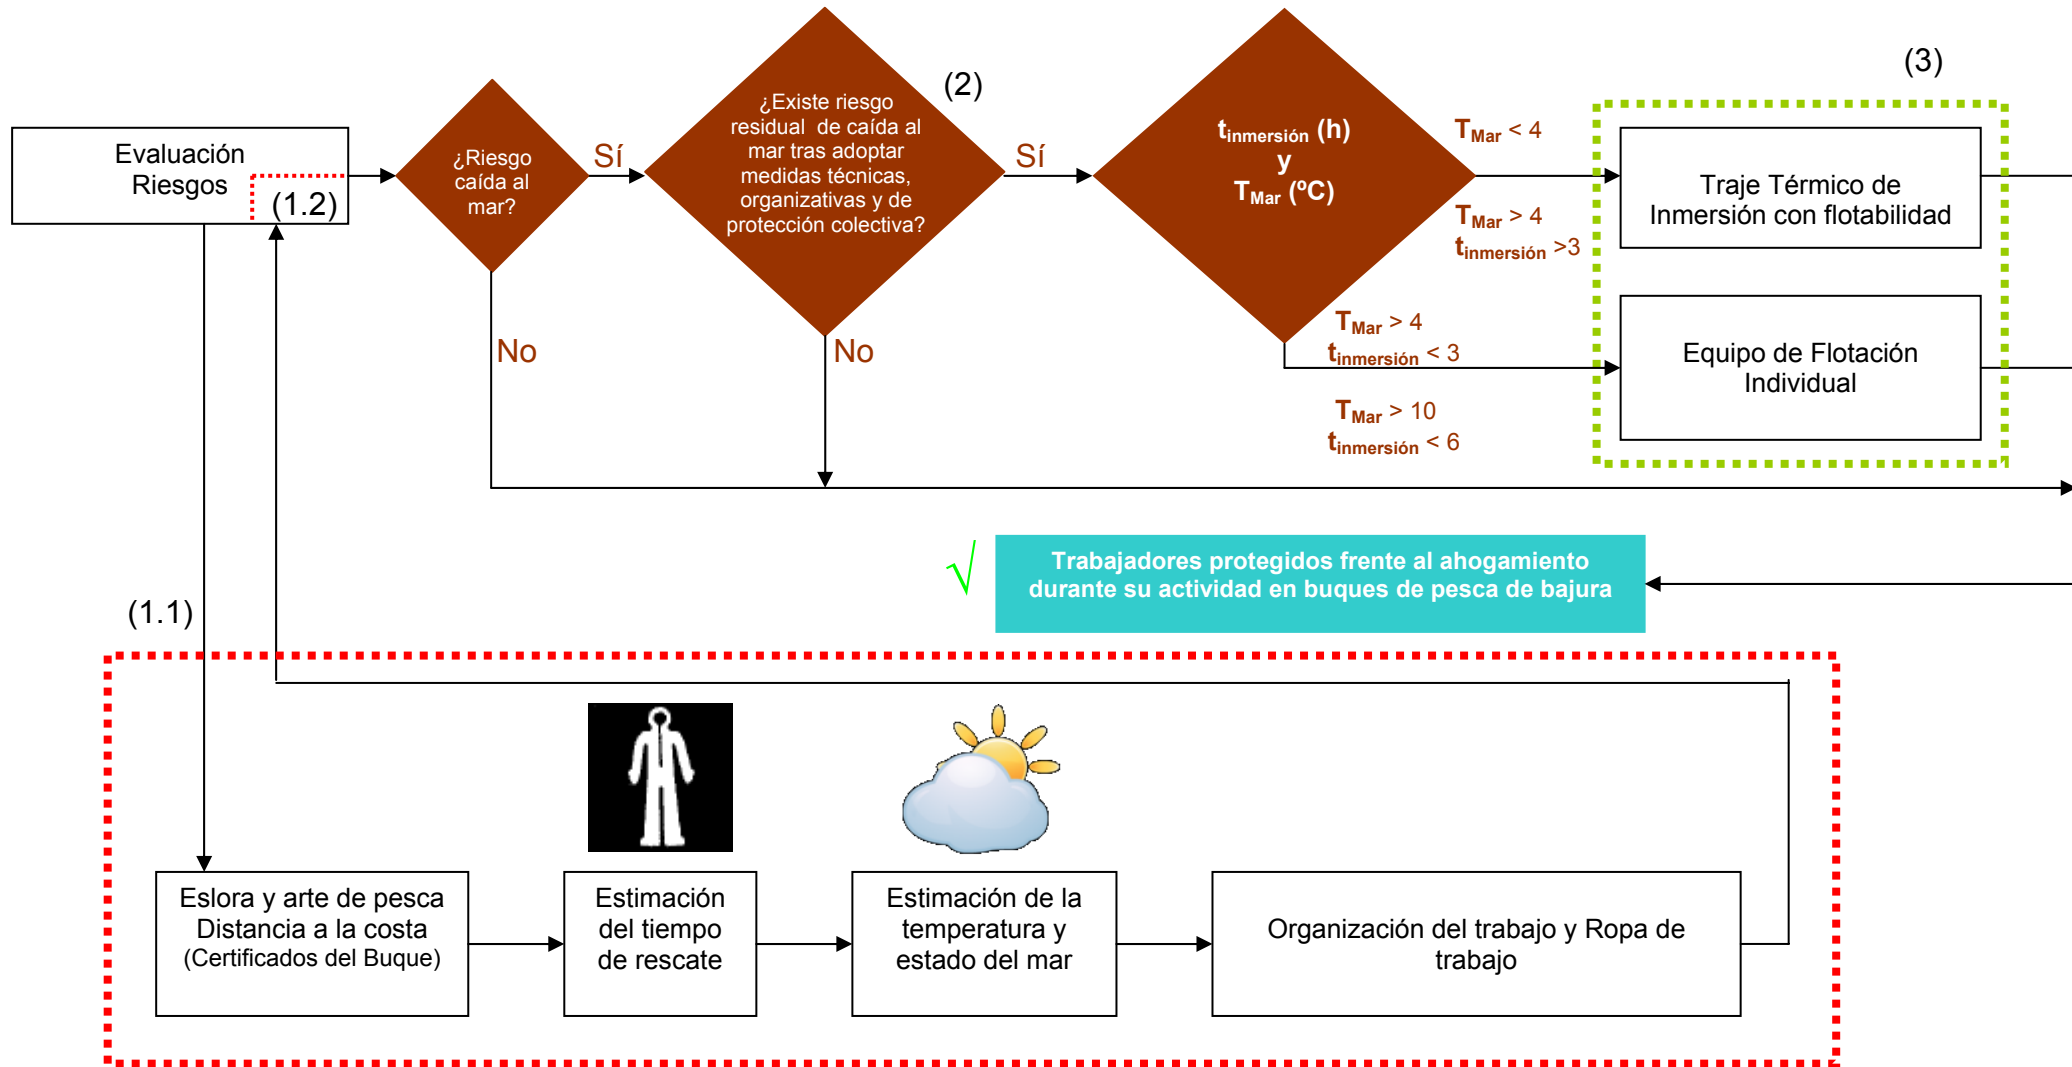 (3)
(2)
Evaluación
Riesgos
(1.2)
¿Riesgo
caída al
mar?
Sí
No
¿Existe riesgo
residual de caída al
mar tras adoptar
medidas técnicas,
organizativas y de
protección colectiva?
Sí
No
tinmersión (h)
y
TMar (ºC)
TMar < 4
TMar > 4
tinmersión >3
TMar > 4
tinmersión < 3
TMar > 10
tinmersión < 6
Traje Térmico de
Inmersión con flotabilidad
Equipo de Flotación
Individual
√
Trabajadores protegidos frente al ahogamiento
durante su actividad en buques de pesca de bajura
(1.1)
Eslora y arte de pesca
Distancia a la costa
(Certificados del Buque)
Estimación
del tiempo
de rescate
Estimación de la
temperatura y
estado del mar
Organización del trabajo y Ropa de
trabajo